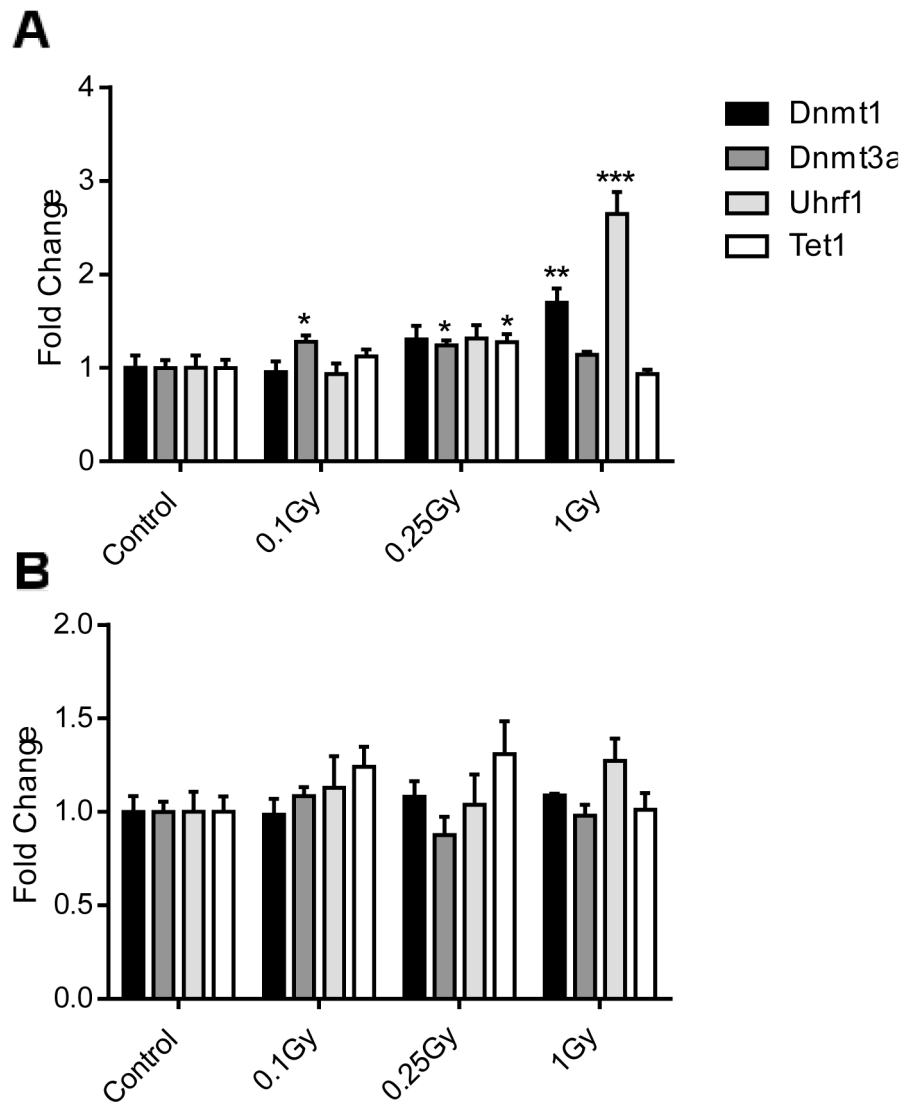 A
4
3
2
1
0
Fold Change
*
*
*
**
***
Control
0.1Gy
0.25Gy
1Gy
Dnmt1
Dnmt3a
Uhrf1
Tet1
B
2.0
1.5
1.0
0.5
0.0
Fold Change
Control
0.1Gy
0.25Gy
1Gy